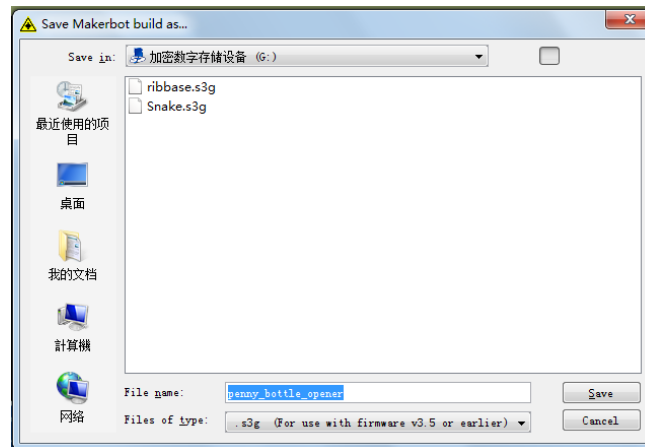 Save Makerbot build as...
Save in: 加密数字存储设备 (G:)
ribbase.s3g
Snake.s3g
最近使用的项
目
桌面
我的文档
計算機
网络
File name: penny_bottle_opener Save
Files of type: .s3g (For use with firmware v3.5 or earlier) Cancel